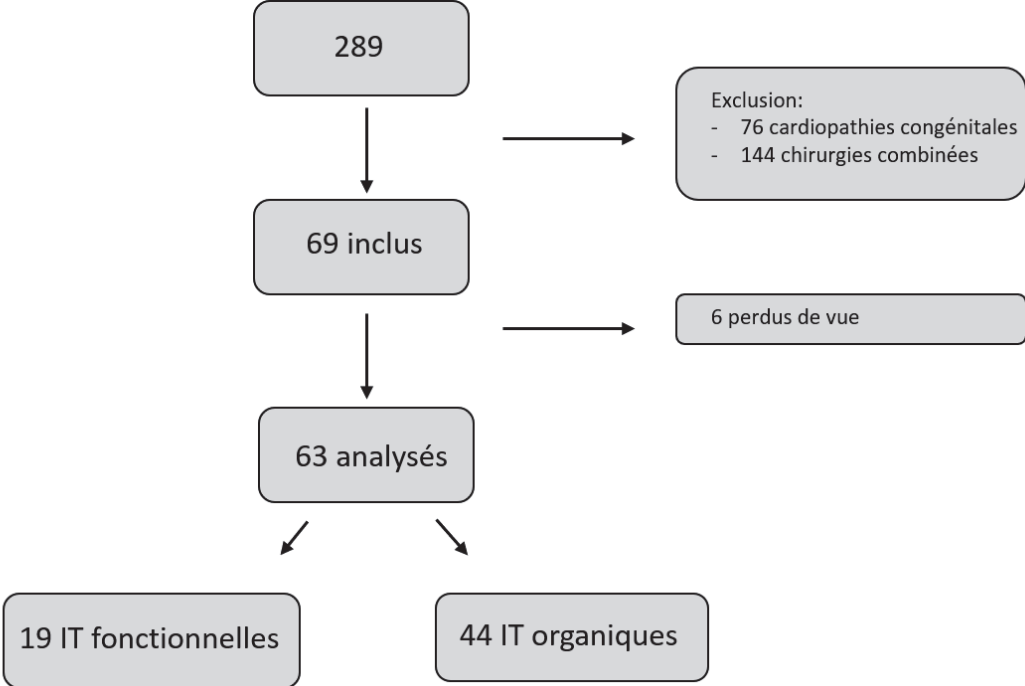 289
Exclusion:
- 76 cardiopathies congénitales
- 144 chirurgies combinées
69 inclus
6 perdus de vue
63 analysés
19 IT fonctionnelles
44 IT organiques